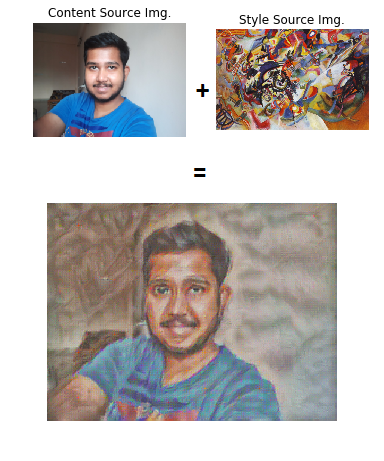 Content Source Img.
Style Source Img.
+
=